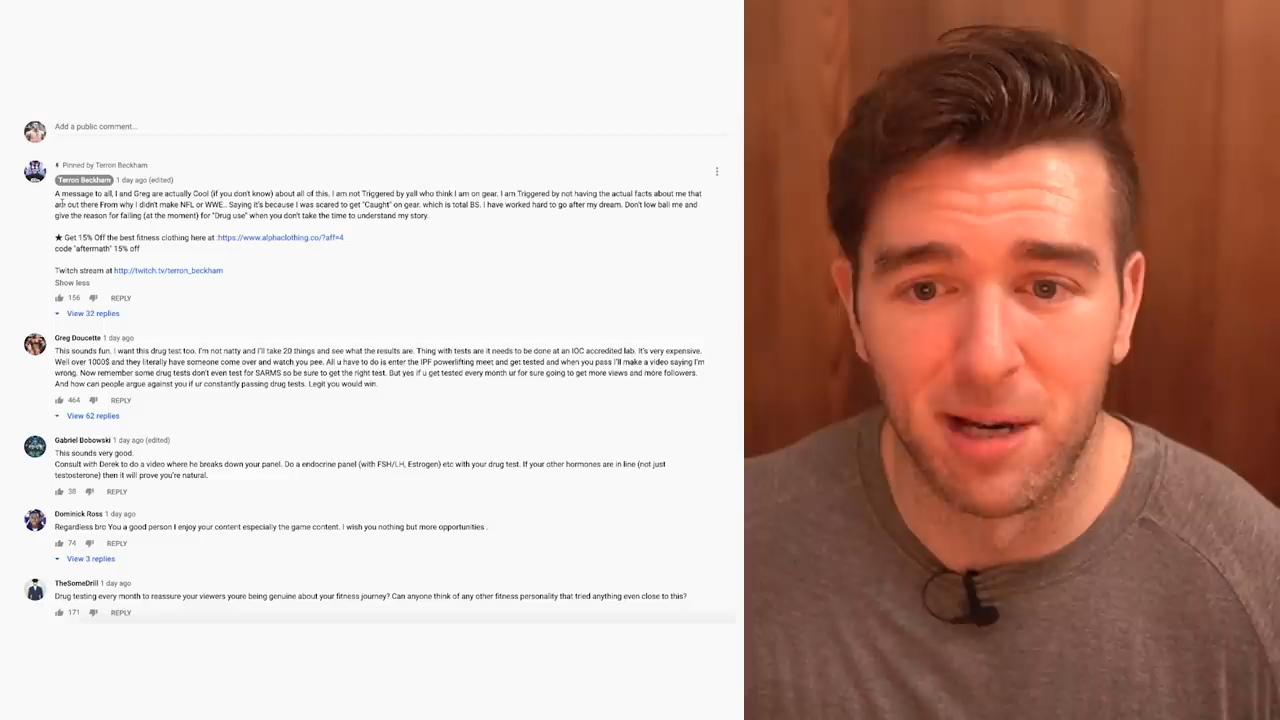 Add a public comment...
Pinned by Terron Beckham
Terron Beckham 1 day ago (edited)
A message to all, I and Greg are actually Cool (if you don't know) about all of this. I am not Triggered by yall who think I am on gear. I am Triggered by not having the actual facts about me that
are out there From why I didn't make NFL or WWE.. Saying it's because I was scared to get "Caught" on gear. which is total BS. I have worked hard to go after my dream. Don't low ball me and
give the reason for failing (at the moment) for "Drug use" when you don't take the time to understand my story.
★ Get 15% Off the best fitness clothing here at :https://www.alphaclothing.co/?aff=4
code "aftermath" 15% off
Twitch stream at http://twitch.tv/terron_beckham
Show less
156 REPLY
View 32 replies
Greg Doucette 1 day ago
This sounds fun. I want this drug test too. I'm not natty and I'll take 20 things and see what the results are. Thing with tests are it needs to be done at an IOC accredited lab. It's very expensive.
Well over 1000$ and they literally have someone come over and watch you pee. All u have to do is enter the IPF powerlifting meet and get tested and when you pass I'll make a video saying I'm
wrong. Now remember some drug tests don't even test for SARMS so be sure to get the right test. But yes if u get tested every month ur for sure going to get more views and more followers.
And how can people argue against you if ur constantly passing drug tests. Legit you would win.
464 REPLY
View 62 replies
Gabriel Bobowski 1 day ago (edited)
This sounds very good.
Consult with Derek to do a video where he breaks down your panel. Do a endocrine panel (with FSH/LH, Estrogen) etc with your drug test. If your other hormones are in line (not just
testosterone) then it will prove you're natural.
38 REPLY
Dominick Ross 1 day ago
Regardless bro You a good person I enjoy your content especially the game content. I wish you nothing but more opportunities .
74 REPLY
View 3 replies
TheSomeDrill 1 day ago
Drug testing every month to reassure your viewers youre being genuine about your fitness journey? Can anyone think of any other fitness personality that tried anything even close to this?
171 REPLY